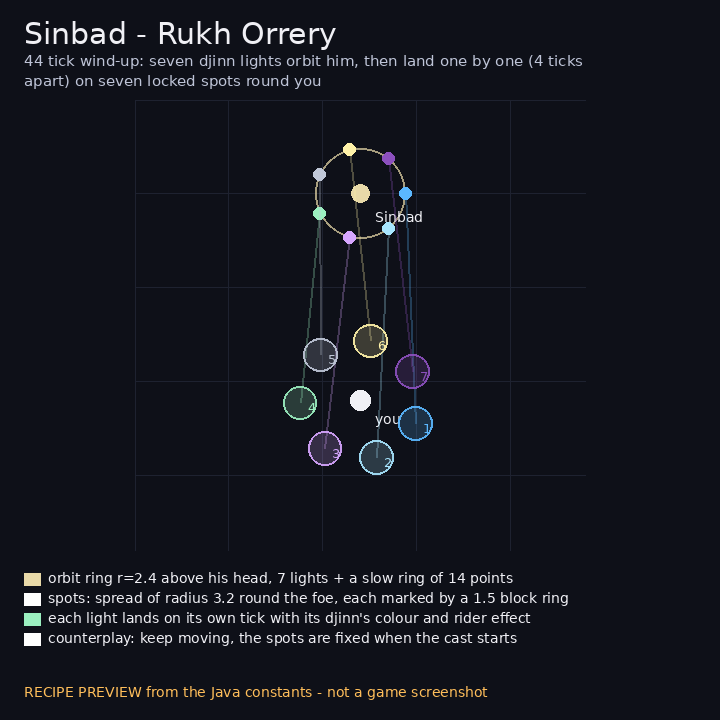 Sinbad - Rukh Orrery
44 tick wind-up: seven djinn lights orbit him, then land one by one (4 ticks
apart) on seven locked spots round you
Sinbad
6
5
7
4
you
1
3
2
orbit ring r=2.4 above his head, 7 lights + a slow ring of 14 points
spots: spread of radius 3.2 round the foe, each marked by a 1.5 block ring
each light lands on its own tick with its djinn's colour and rider effect
counterplay: keep moving, the spots are fixed when the cast starts
RECIPE PREVIEW from the Java constants - not a game screenshot